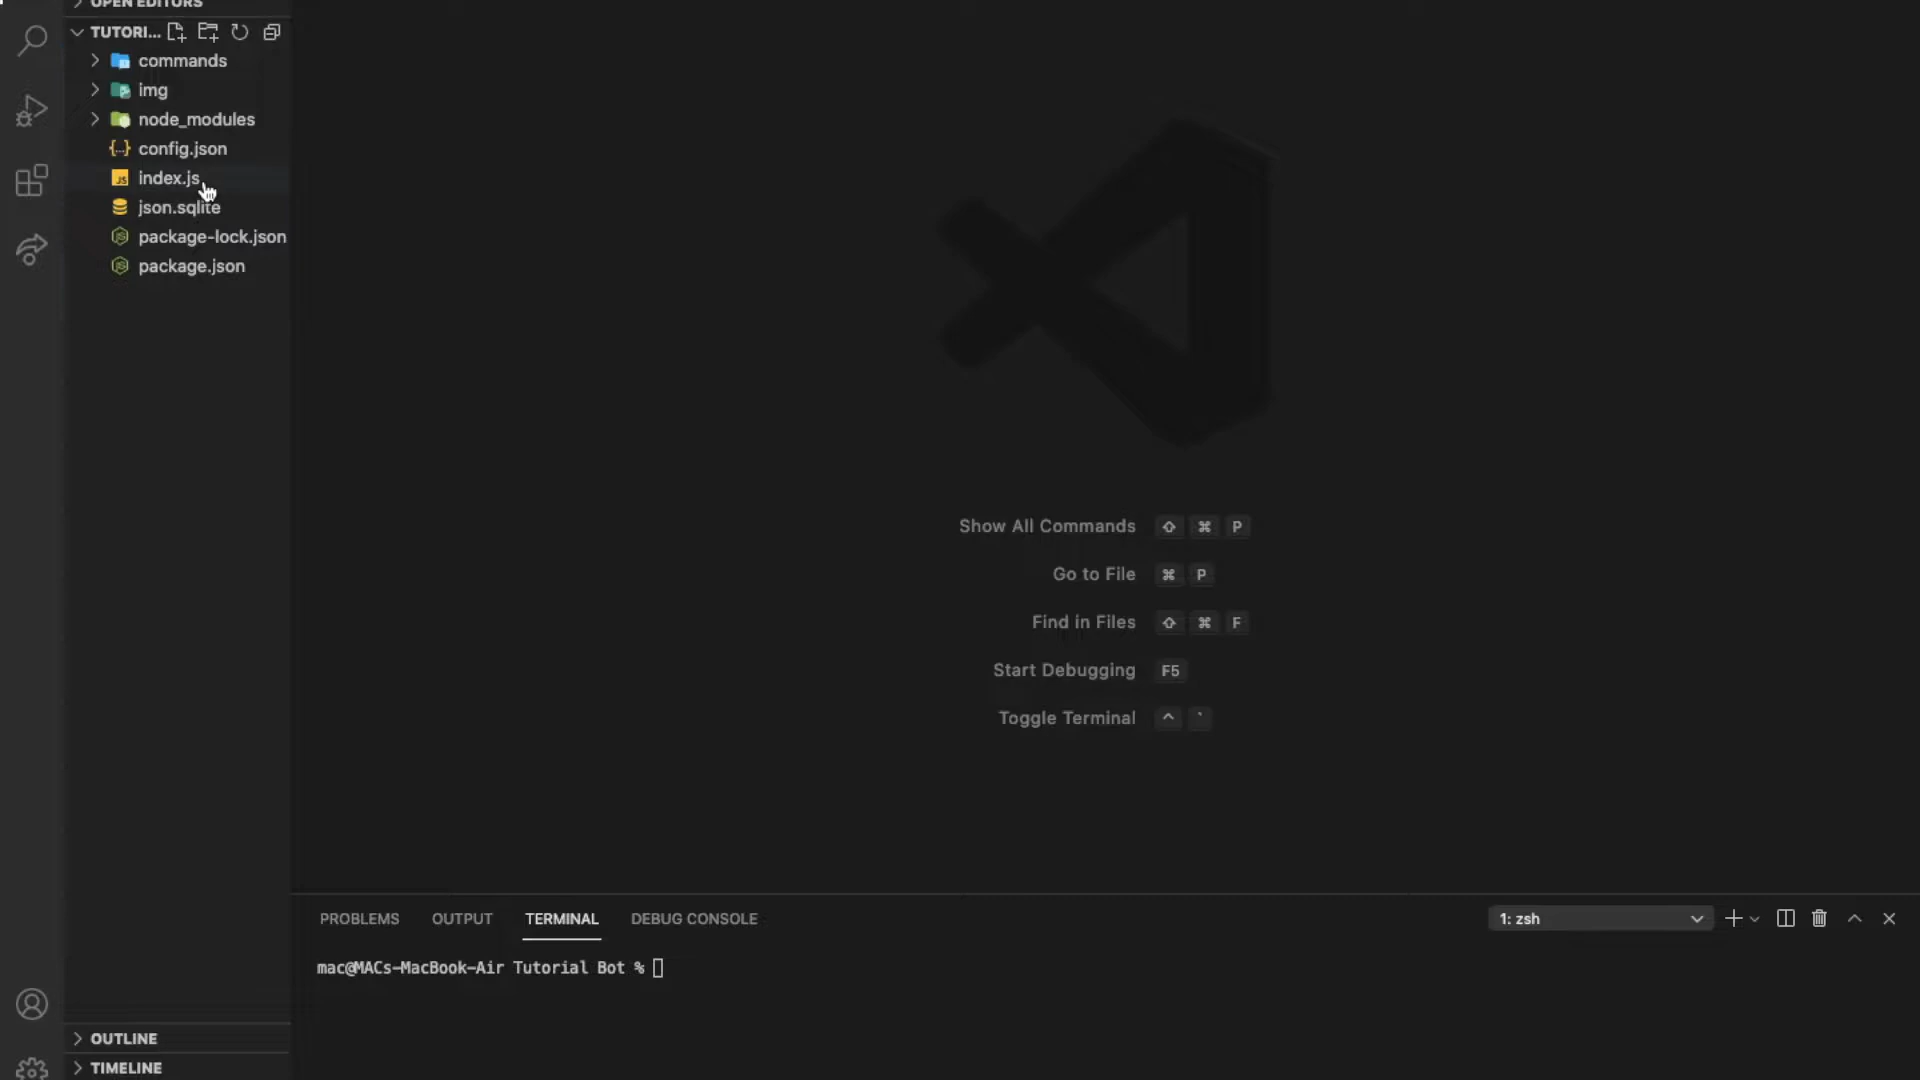 OPEN EDITORS
TUTORI...
commands
img
node_modules
config.json
index.js
json.sqlite
package-lock.json
package.json
Show All Commands ⇧ ⌘ P
Go to File ⌘ P
Find in Files ⇧ ⌘ F
Start Debugging F5
Toggle Terminal ^ `
PROBLEMS OUTPUT TERMINAL DEBUG CONSOLE 1: zsh
mac@MACs-MacBook-Air Tutorial Bot %
OUTLINE
TIMELINE